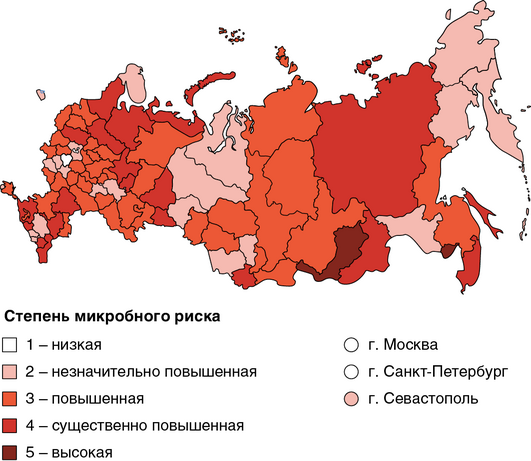 Степень микробного риска
1 – низкая
2 – незначительно повышенная
3 – повышенная
4 – существенно повышенная
5 – высокая
г. Москва
г. Санкт-Петербург
г. Севастополь